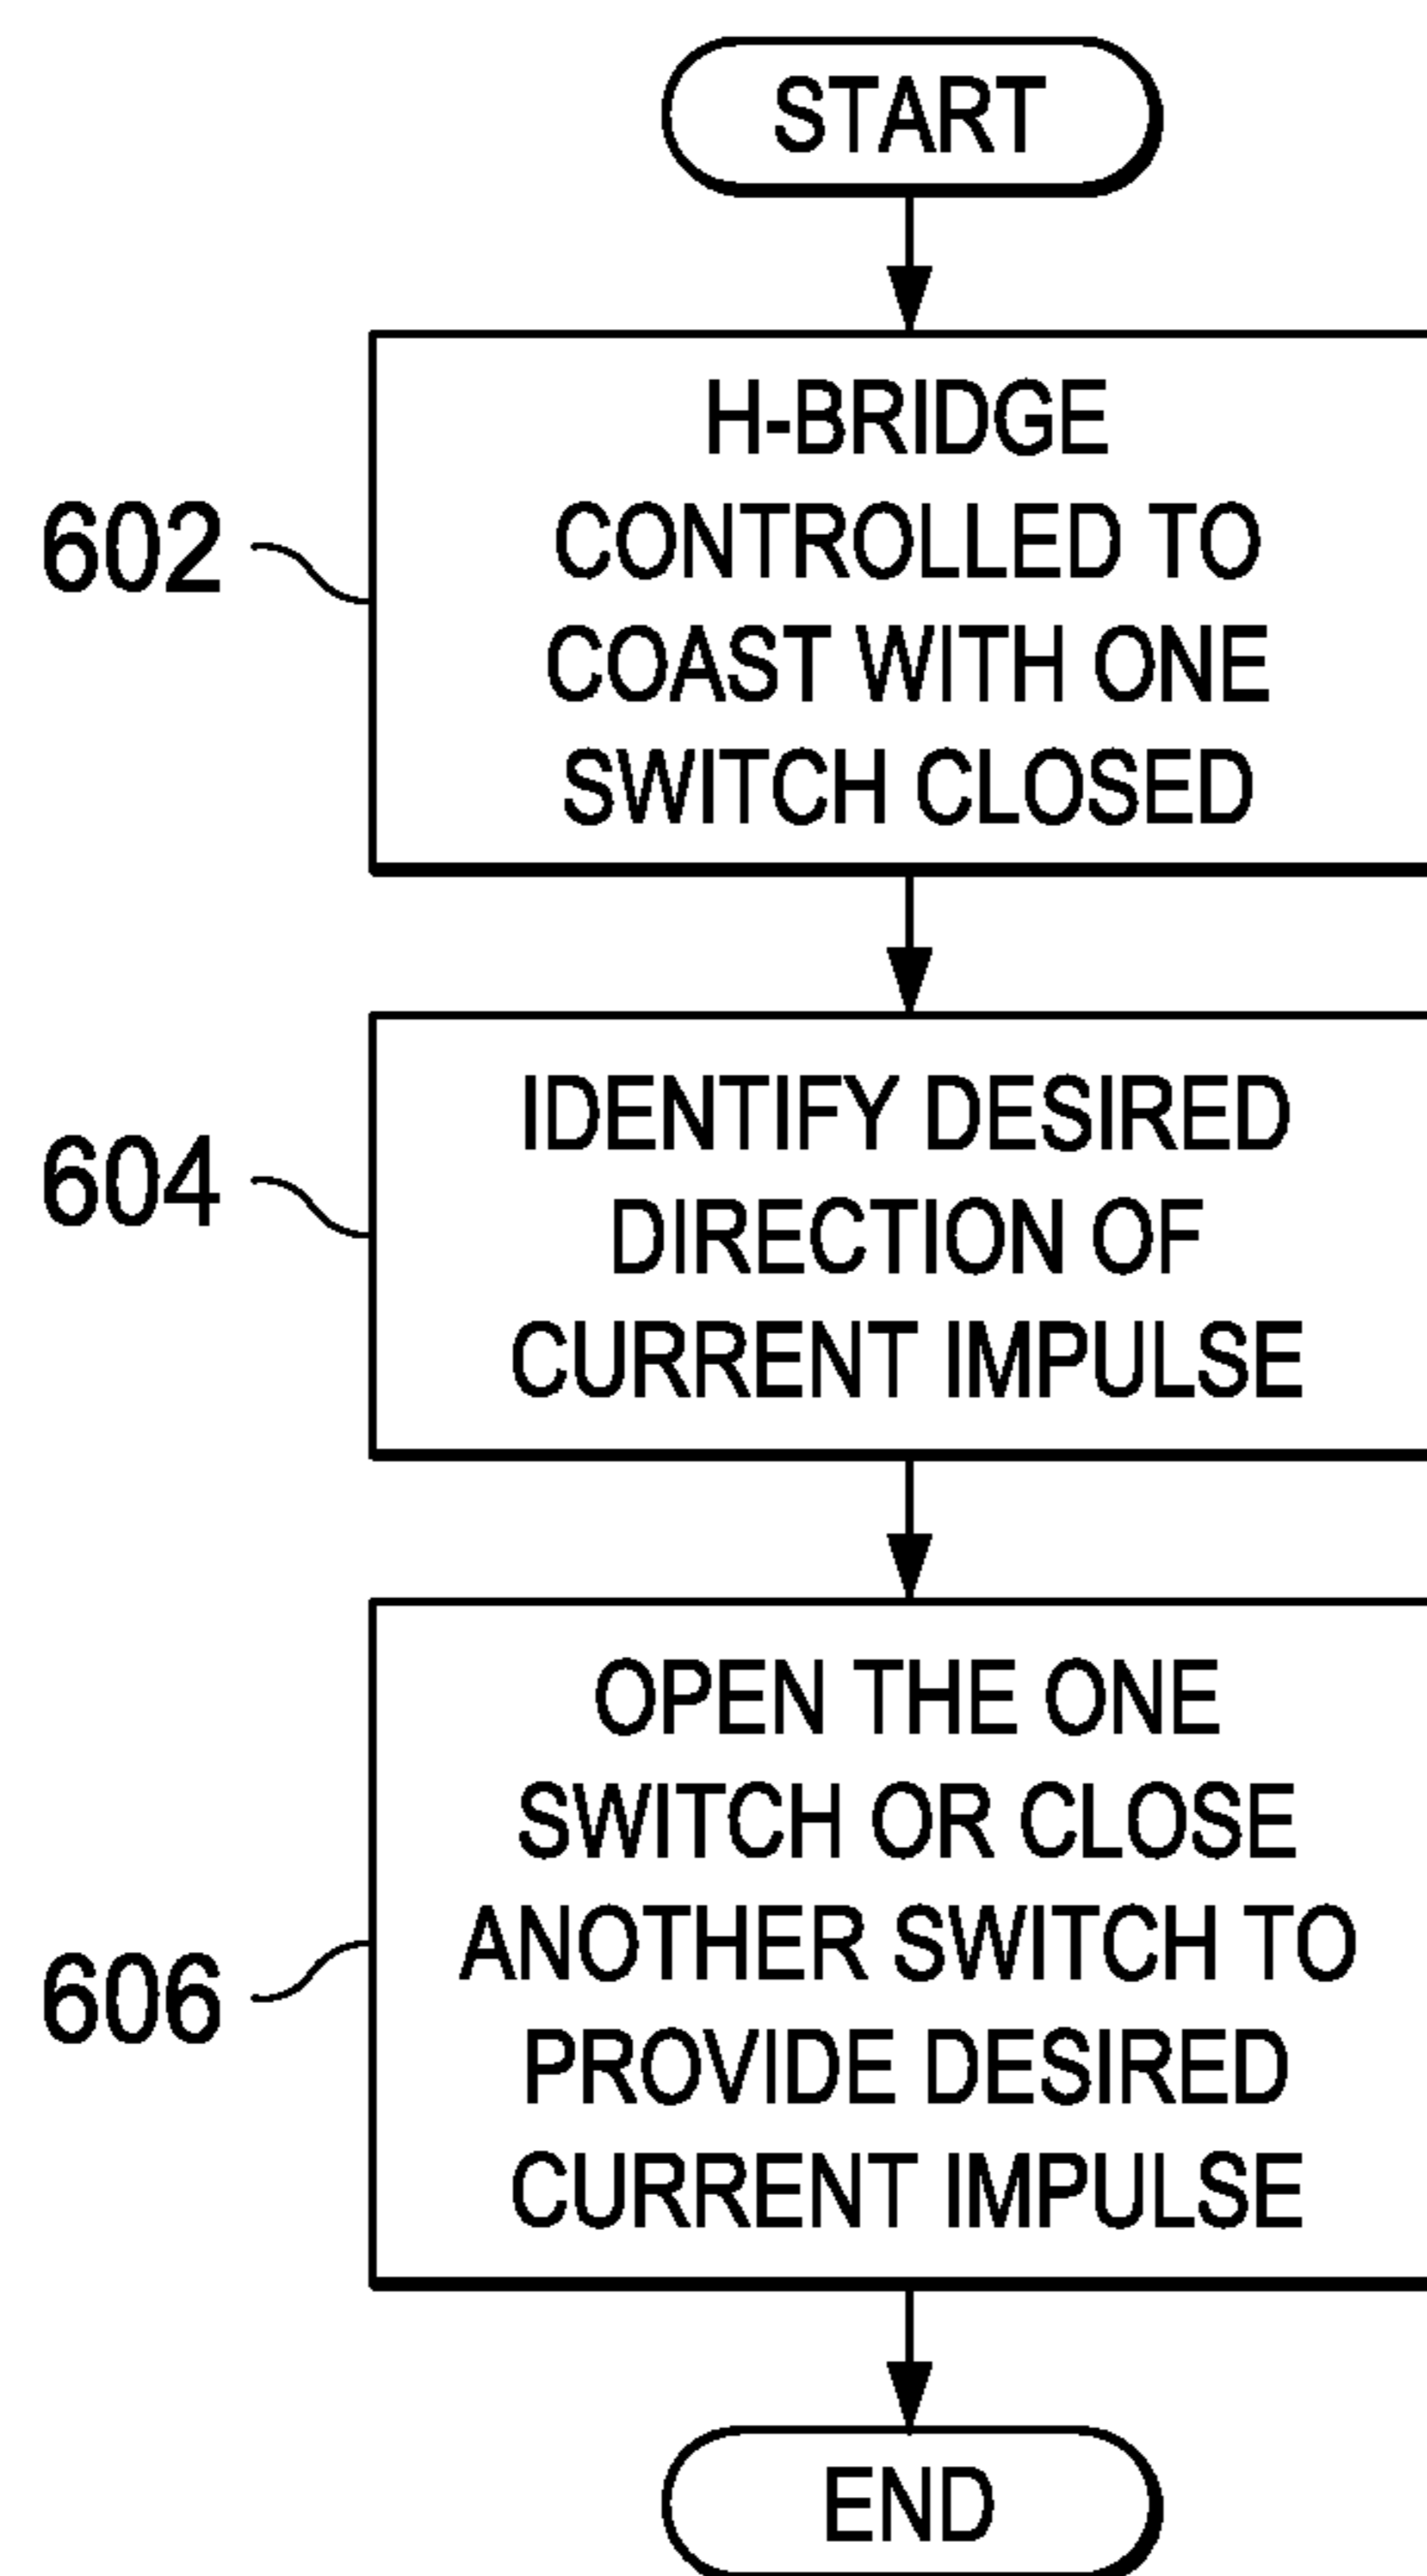 START
602
H-BRIDGE
CONTROLLED TO
COAST WITH ONE
SWITCH CLOSED
604
IDENTIFY DESIRED
DIRECTION OF
CURRENT IMPULSE
606
OPEN THE ONE
SWITCH OR CLOSE
ANOTHER SWITCH TO
PROVIDE DESIRED
CURRENT IMPULSE
END